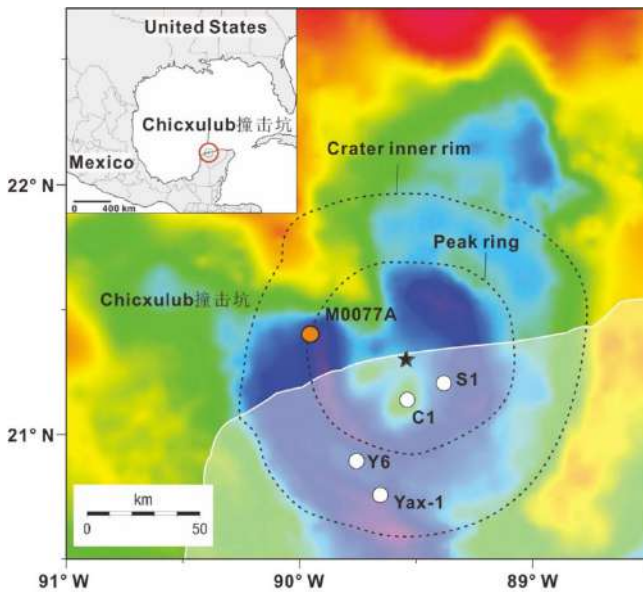 United States
Chicxulub撞击坑
Mexico
0 400 km
Crater inner rim
22° N
Peak ring
Chicxulub撞击坑
M0077A
S1
C1
21° N
Y6
Yax-1
km
0 50
91° W
90° W
89° W